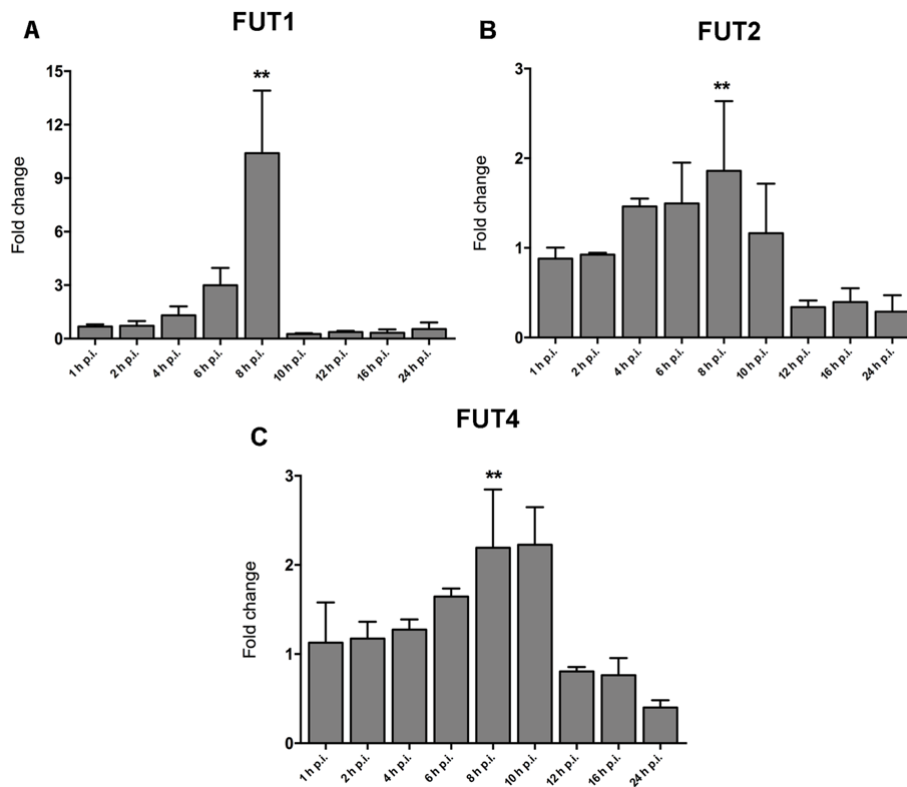 A
FUT1
Fold change
15
12
9
6
3
0
**
1 h p.i.
2 h p.i.
4 h p.i.
6 h p.i.
8 h p.i.
10 h p.i.
12 h p.i.
16 h p.i.
24 h p.i.
B
FUT2
Fold change
3
2
1
0
**
1 h p.i.
2 h p.i.
4 h p.i.
6 h p.i.
8 h p.i.
10 h p.i.
12 h p.i.
16 h p.i.
24 h p.i.
C
FUT4
Fold change
3
2
1
0
**
1 h p.i.
2 h p.i.
4 h p.i.
6 h p.i.
8 h p.i.
10 h p.i.
12 h p.i.
16 h p.i.
24 h p.i.